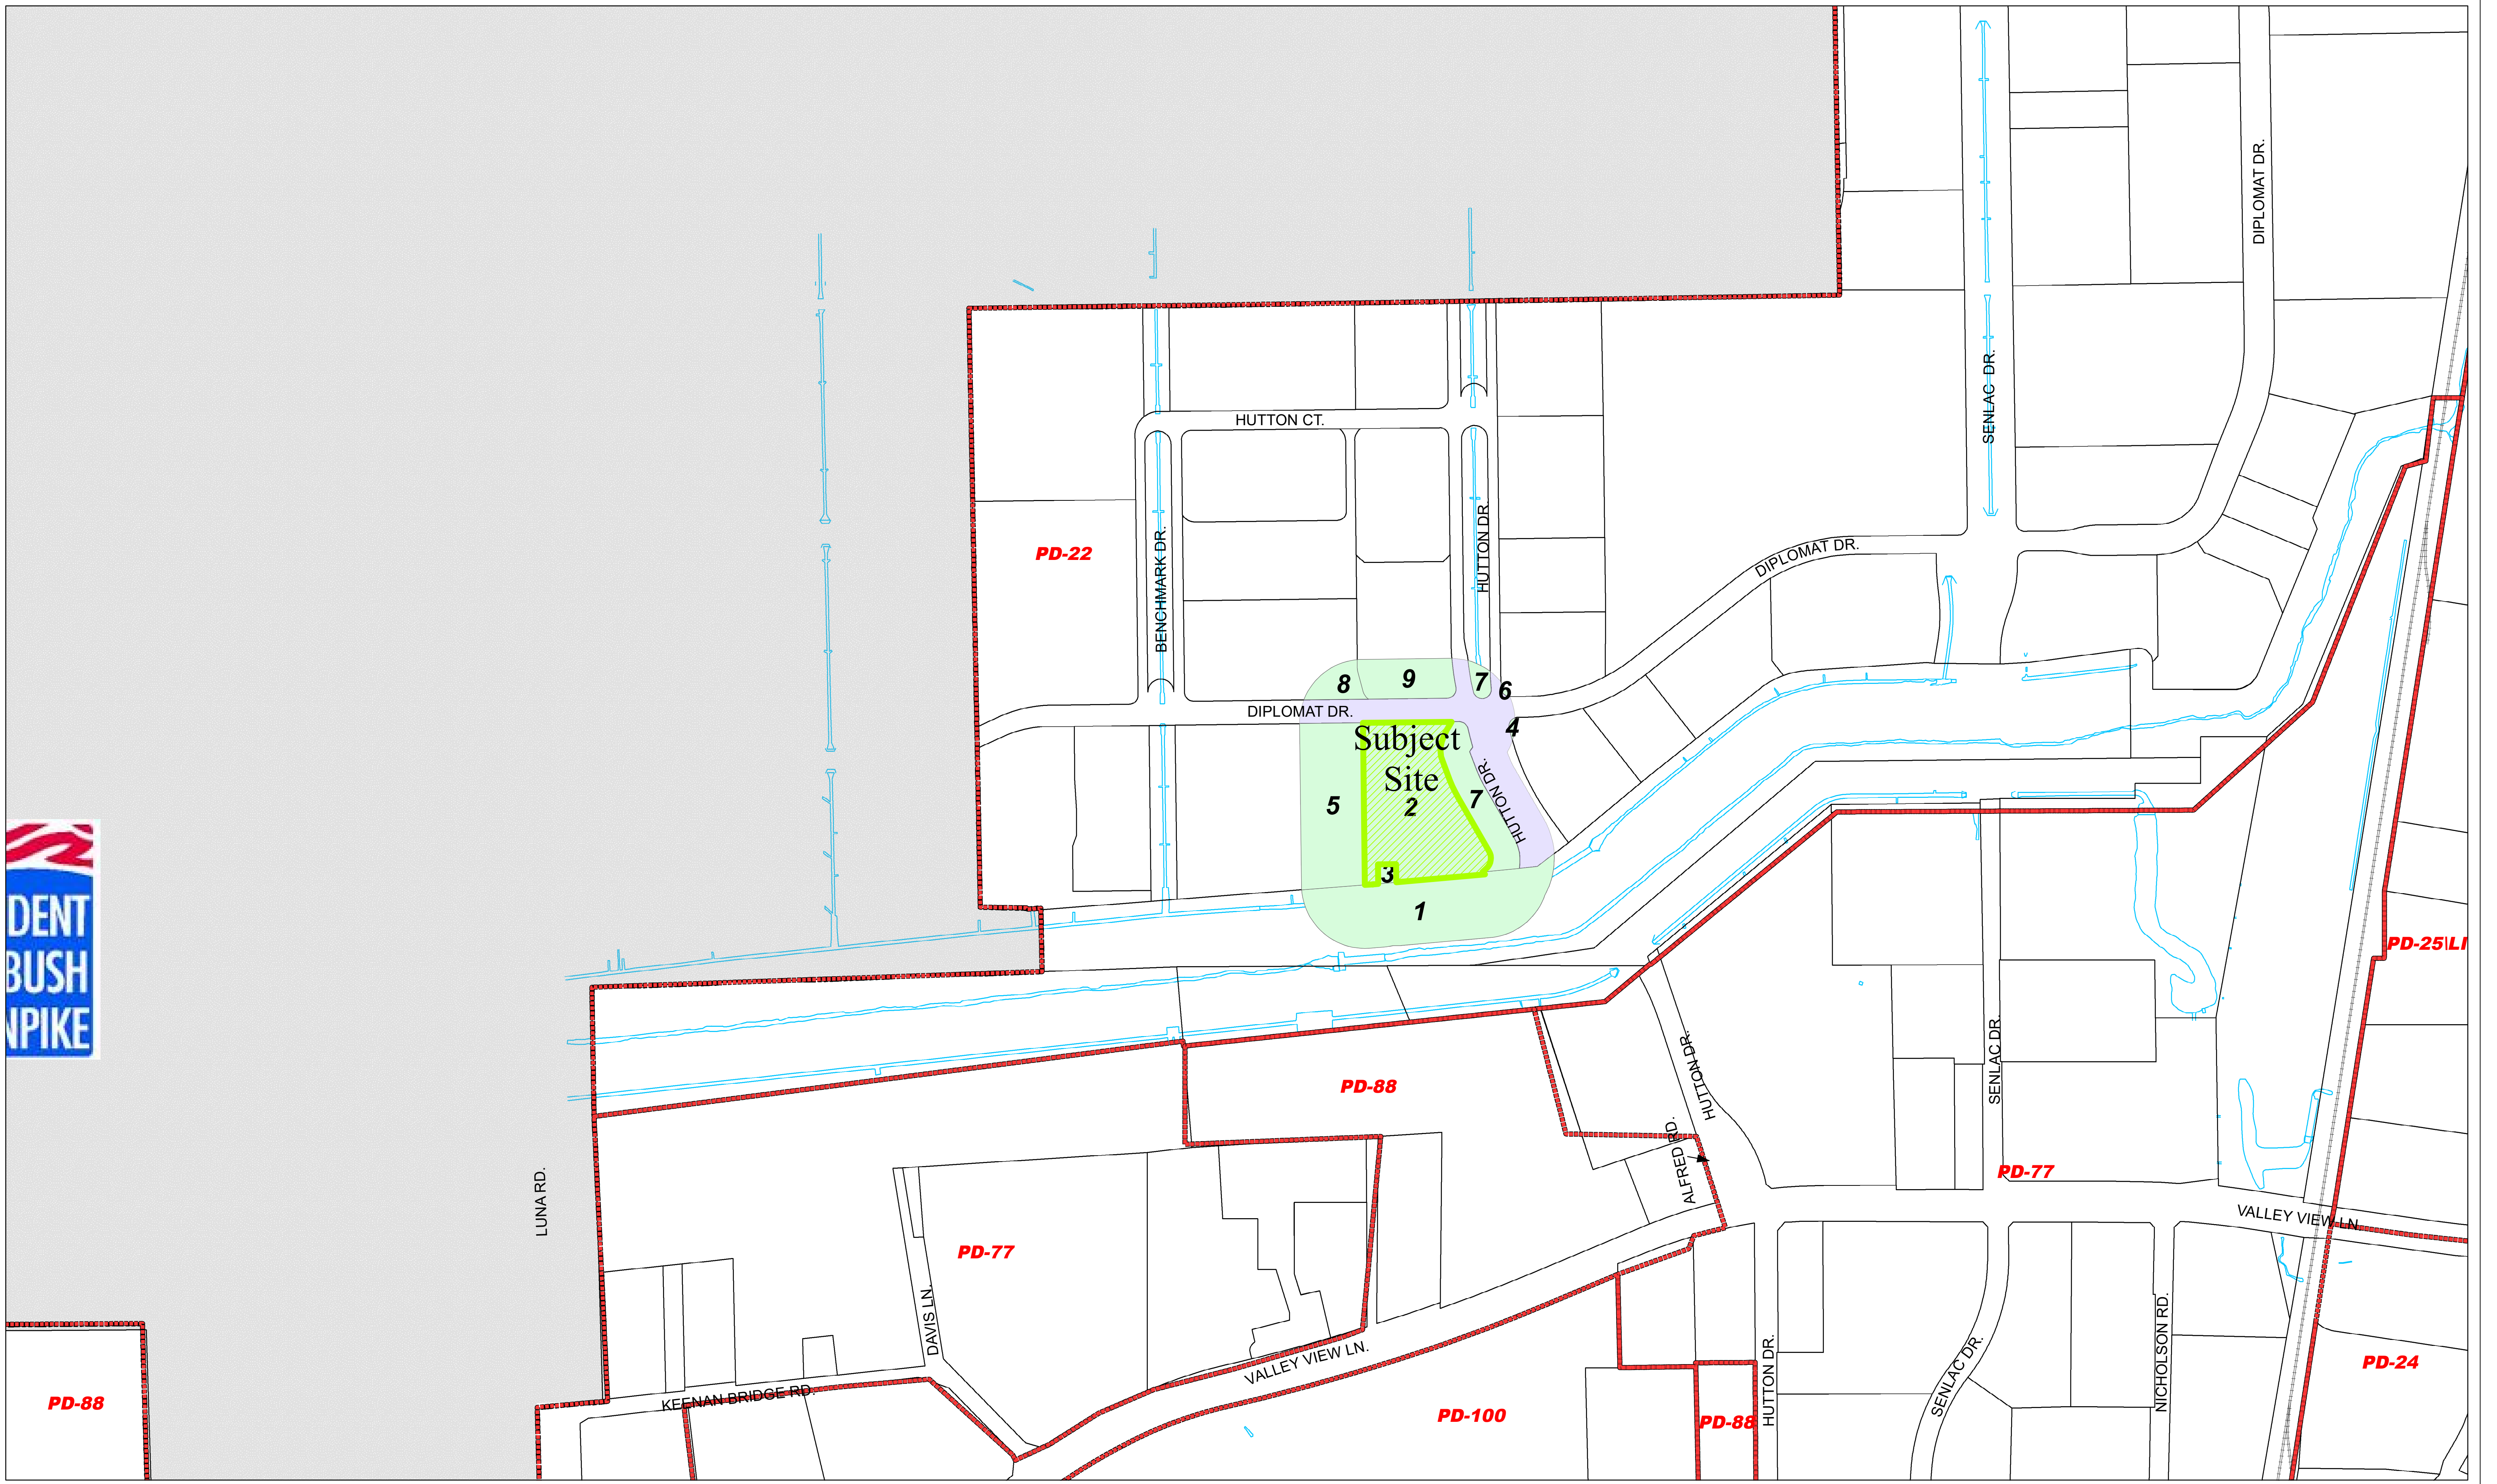 DIPLOMAT DR.
SENLAC DR.
HUTTON CT.
HUTTON DR.
BENCHMARK DR.
PD-22
DIPLOMAT DR.
8
9
7
6
DIPLOMAT DR.
4
Subject
Site
5
2
7
HUTTON DR.
3
1
DENT
BUSH
NPIKE
PD-25\LI
PD-88
HUTTON DR.
SENLAC DR.
ALFRED RD.
PD-77
LUNA RD.
VALLEY VIEW LN
PD-77
DAVIS LN.
VALLEY VIEW LN.
HUTTON DR.
SENLAC DR.
NICHOLSON RD.
PD-24
PD-88
KEENAN BRIDGE RD.
PD-100
PD-88